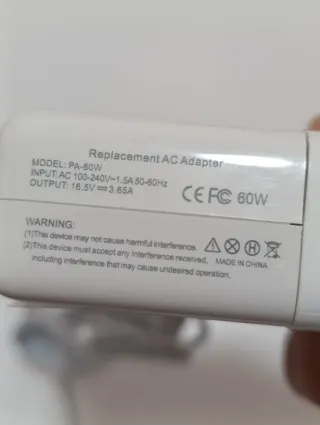 Replacement AC Adapter
MODEL: PA-60W
INPUT: AC 100-240V~1.5A 50-60Hz
OUTPUT: 16.5V⎓3.65A
CE FC 60W
WARNING:
(1)This device may not cause harmful interference.
(2)This device must accept any interference received,
including interference that may cause undesired operation.
H
MADE IN CHINA